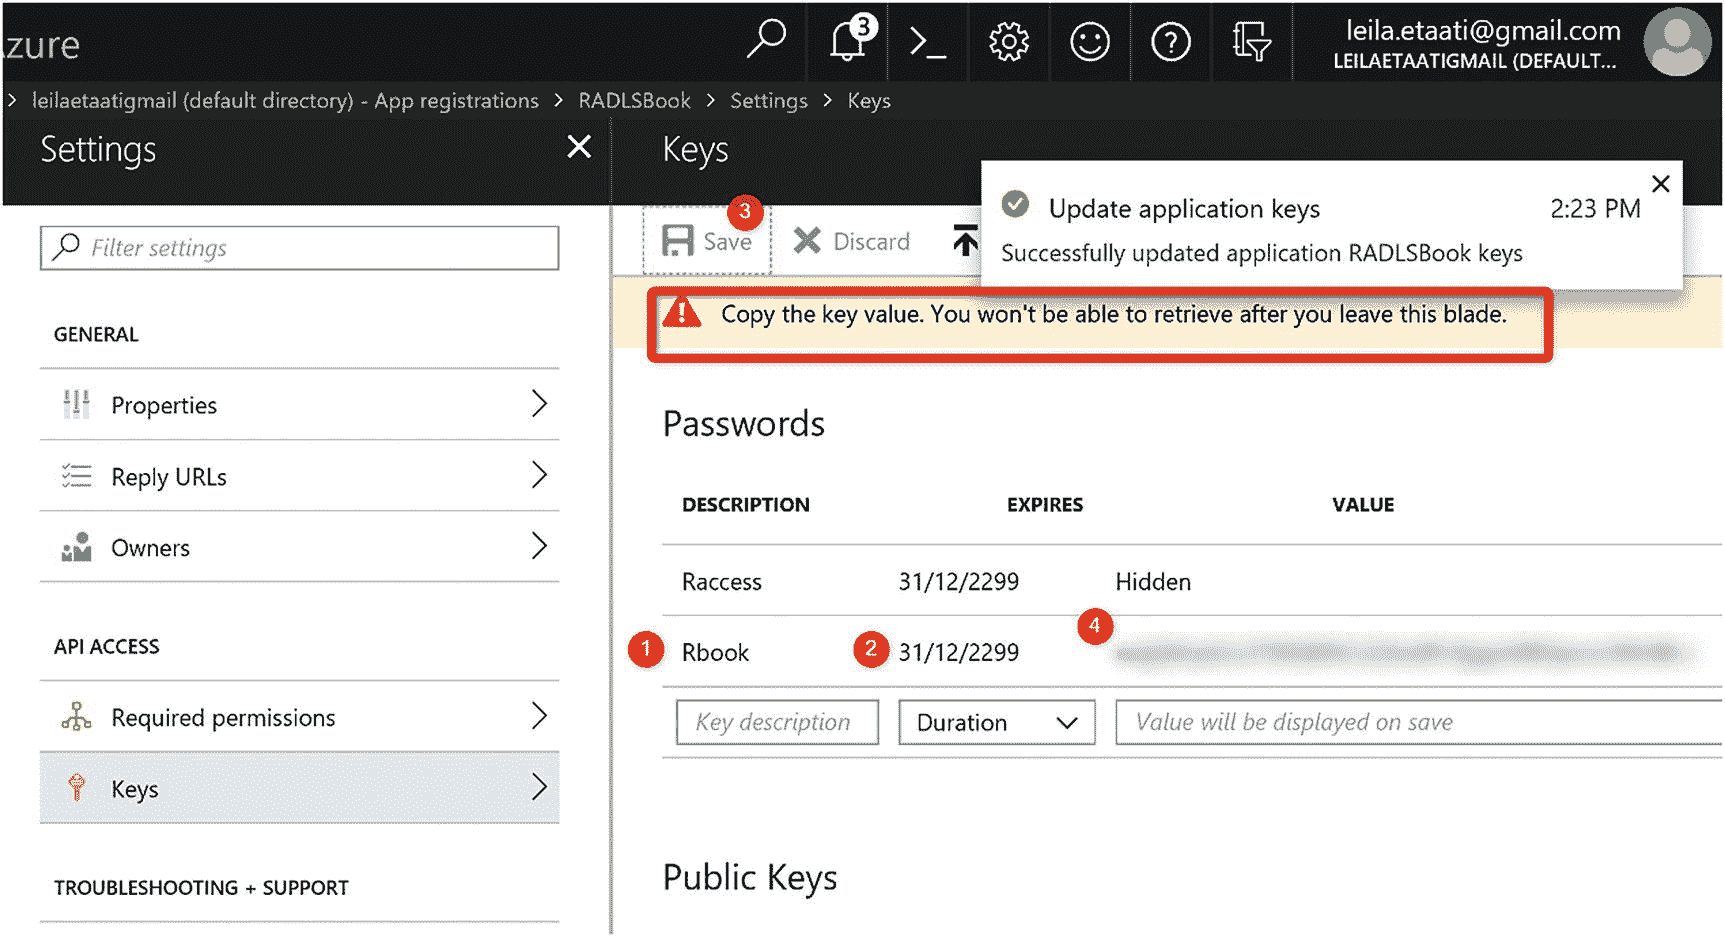 zure
3
leila.etaati@gmail.com
LEILAETAATIGMAIL (DEFAULT...
leilaetaatigmail (default directory) - App registrations > RADLSBook > Settings > Keys
Settings
Keys
Update application keys 2:23 PM
Successfully updated application RADLSBook keys
3
Save Discard
Filter settings
Copy the key value. You won't be able to retrieve after you leave this blade.
GENERAL
Properties
Reply URLs
Owners
API ACCESS
Required permissions
Keys
TROUBLESHOOTING + SUPPORT
Passwords
DESCRIPTION EXPIRES VALUE
Raccess 31/12/2299 Hidden
1 Rbook 2 31/12/2299 4
Key description Duration Value will be displayed on save
Public Keys